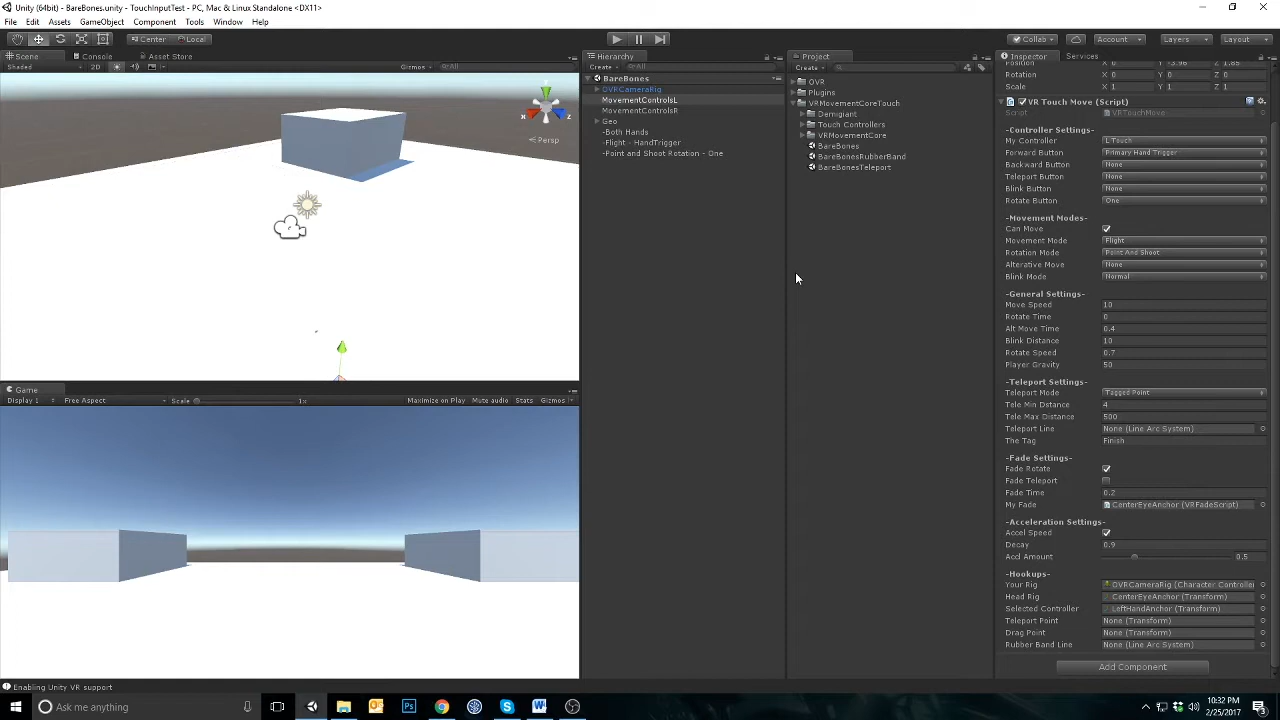 Unity (64bit) - BareBones.unity - TouchInputTest - PC, Mac & Linux Standalone <DX11>
File Edit Assets GameObject Component Tools Window Help
Center Local
Collab Account Layers Layout
Scene Console Asset Store
Shaded 2D Gizmos All
Persp
x y z
Game
Display 1 Free Aspect Scale 1x Maximize on Play Mute audio Stats Gizmos
Enabling Unity VR support
Hierarchy
Create All
BareBones
OVRCameraRig
MovementControlsL
MovementControlsR
Geo
-Both Hands
-Flight - HandTrigger
-Point and Shoot Rotation - One
Project
Create
OVR
Plugins
VRMovementCoreTouch
Demigiant
Touch Controllers
VRMovementCore
BareBones
BareBonesRubberBand
BareBonesTeleport
Inspector Services
Position X 0 Y -3.96 Z 1.85
Rotation X 0 Y 0 Z 0
Scale X 1 Y 1 Z 1
VR Touch Move (Script)
Script VRTouchMove
-Controller Settings-
My Controller L Touch
Forward Button Primary Hand Trigger
Backward Button None
Teleport Button None
Blink Button None
Rotate Button One
-Movement Modes-
Can Move
Movement Mode Flight
Rotation Mode Point And Shoot
Alterative Move None
Blink Mode Normal
-General Settings-
Move Speed 10
Rotate Time 0
Alt Move Time 0.4
Blink Distance 10
Rotate Speed 0.7
Player Gravity 50
-Teleport Settings-
Teleport Mode Tagged Point
Tele Min Dstance 4
Tele Max Distance 500
Teleport Line None (Line Arc System)
The Tag Finish
-Fade Settings-
Fade Rotate
Fade Teleport
Fade Time 0.2
My Fade CenterEyeAnchor (VRFadeScript)
-Acceleration Settings-
Accel Speed
Decay 0.9
Accl Amount 0.5
-Hookups-
Your Rig OVRCameraRig (Character Controller
Head Rig CenterEyeAnchor (Transform)
Selected Controller LeftHandAnchor (Transform)
Teleport Point None (Transform)
Drag Point None (Transform)
Rubber Band Line None (Line Arc System)
Add Component
Ask me anything
10:32 PM
2/25/2017